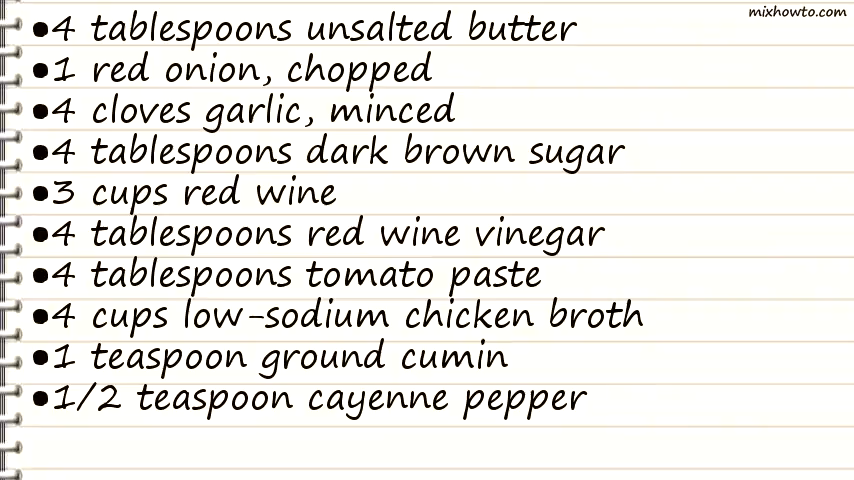 mixhowto.com
•4 tablespoons unsalted butter
•1 red onion, chopped
•4 cloves garlic, minced
•4 tablespoons dark brown sugar
•3 cups red wine
•4 tablespoons red wine vinegar
•4 tablespoons tomato paste
•4 cups low-sodium chicken broth
•1 teaspoon ground cumin
•1/2 teaspoon cayenne pepper